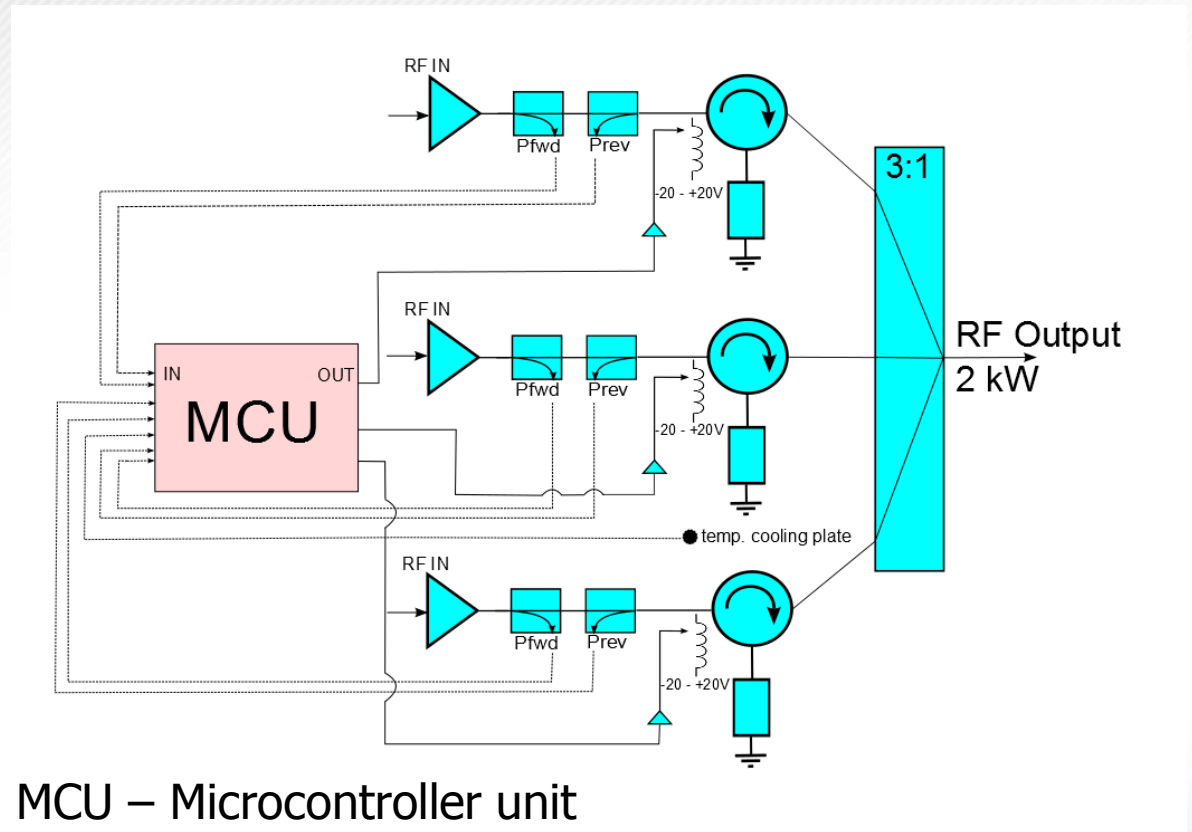 RF IN
Pfwd
Prev
-20 - +20V
3:1
RF IN
Pfwd
Prev
-20 - +20V
IN
OUT
MCU
RF Output
2 kW
temp. cooling plate
RF IN
Pfwd
Prev
-20 - +20V
MCU – Microcontroller unit